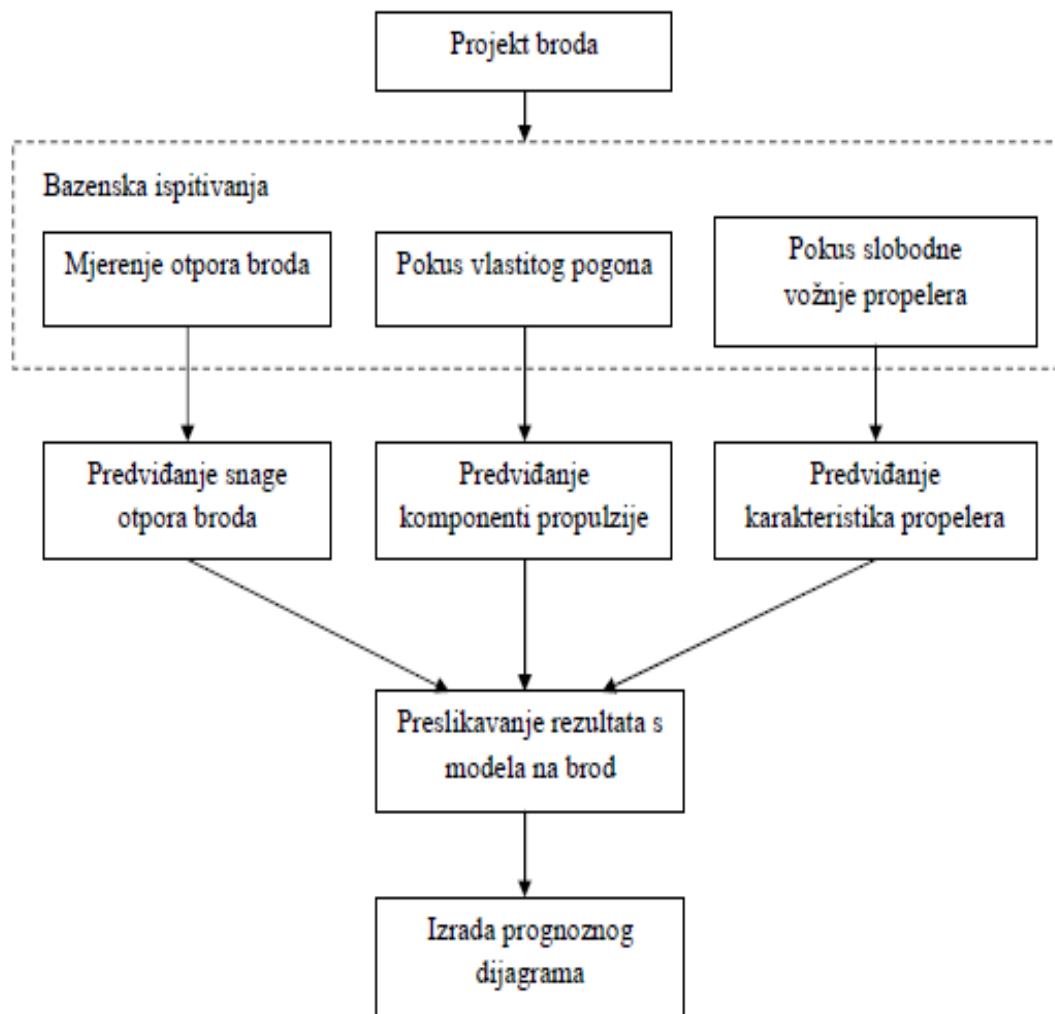 Projekt broda
Bazenska ispitivanja
Mjerenje otpora broda
Pokus vlastitog pogona
Pokus slobodne
vožnje propelera
Predviđanje snage
otpora broda
Predviđanje
komponenti propulzije
Predviđanje
karakteristika propelera
Preslikavanje rezultata s
modela na brod
Izrada prognoznog
dijagrama